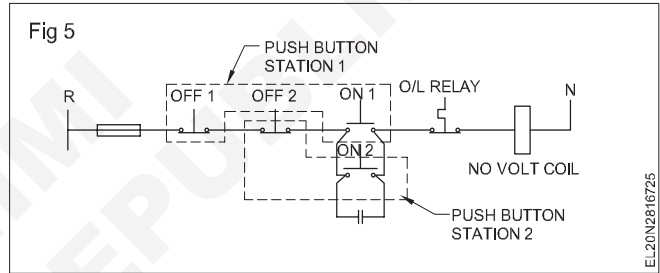 Fig 5
PUSH BUTTON
STATION 1
R
OFF 1
OFF 2
ON 1
O/L RELAY
N
ON 2
NO VOLT COIL
PUSH BUTTON
STATION 2
EL20N2816725